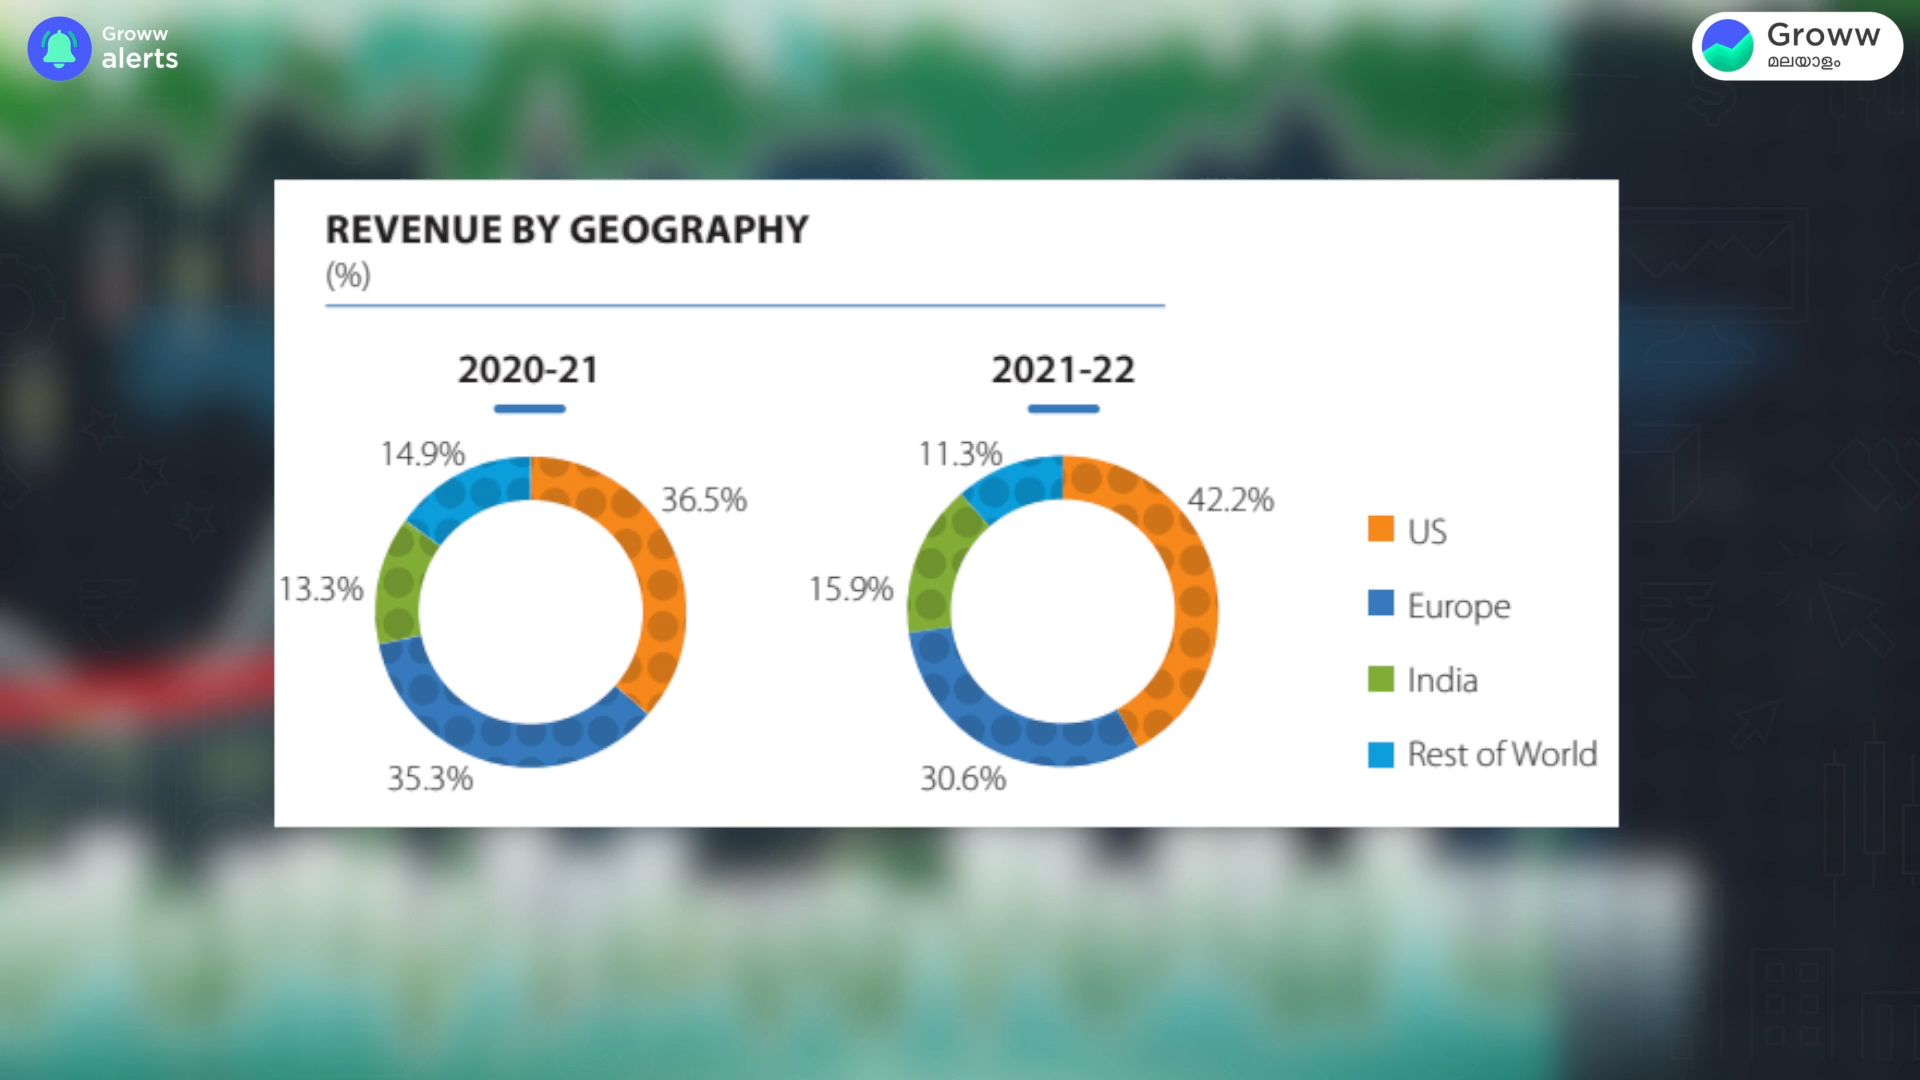 Groww
alerts
Groww
മലയാളം
REVENUE BY GEOGRAPHY
(%)
2020-21
2021-22
14.9%
36.5%
13.3%
35.3%
11.3%
42.2%
15.9%
30.6%
US
Europe
India
Rest of World